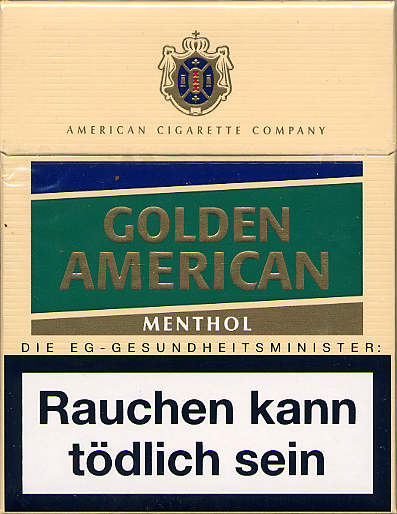 AMERICAN CIGARETTE COMPANY
GOLDEN
AMERICAN
MENTHOL
DIE EG-GESUNDHEITSMINISTER:
Rauchen kann
tödlich sein